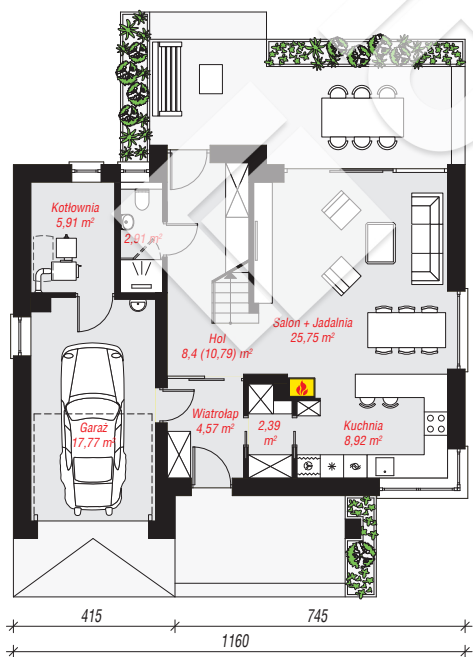 Kotłownia
5,91 m²
2,01 m²
Salon + Jadalnia
25,75 m²
Hol
8,4 (10,79) m²
Wiatrołap
4,57 m²
2,39
m²
Kuchnia
8,92 m²
Garaż
17,77 m²
415
745
1160